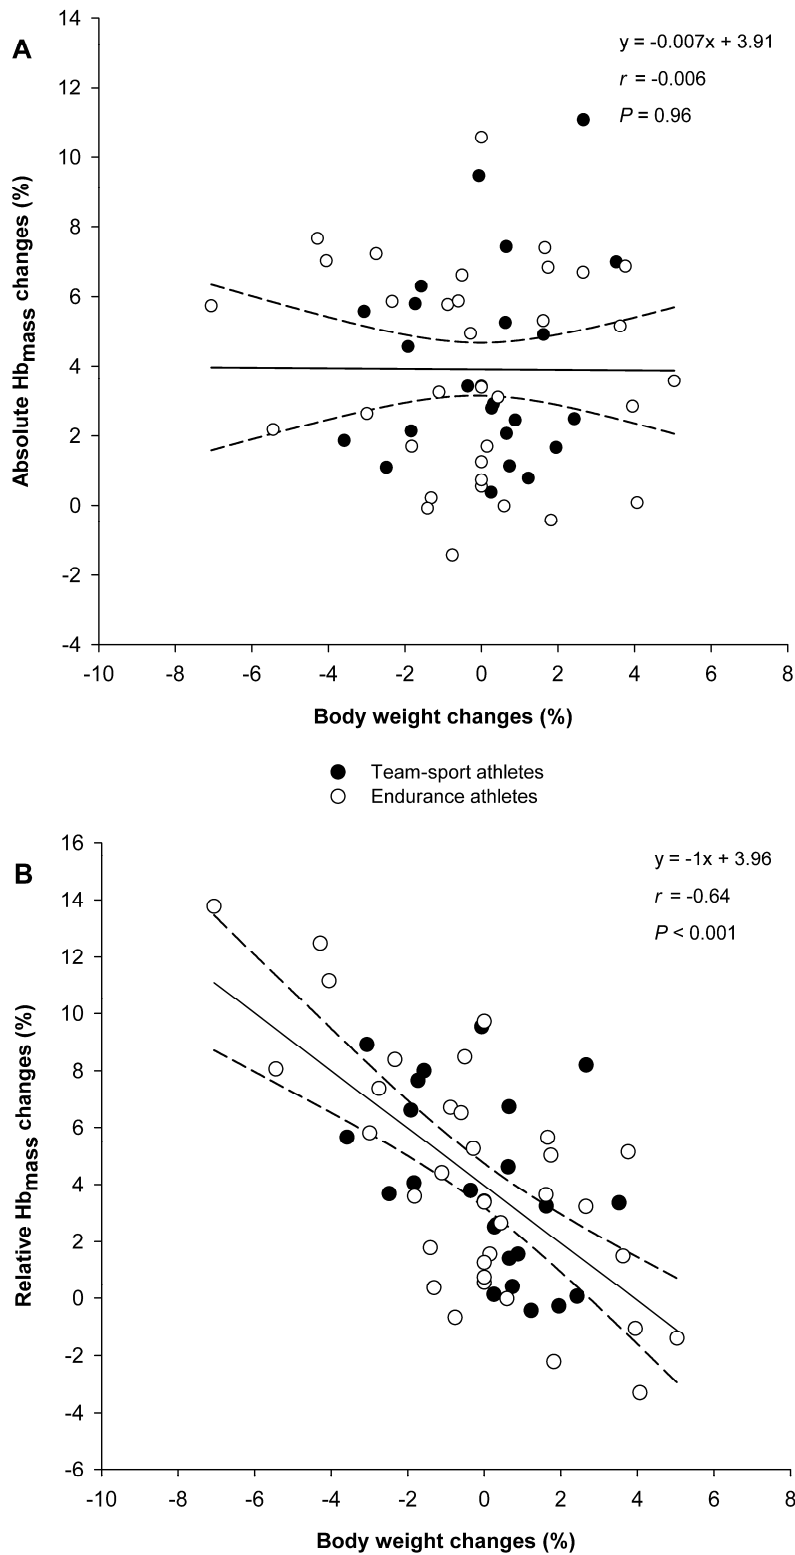 A
y = -0.007x + 3.91
r = -0.006
P = 0.96
Absolute Hbmass changes (%)
14
12
10
8
6
4
2
0
-2
-4
-10 -8 -6 -4 -2 0 2 4 6 8
Body weight changes (%)
Team-sport athletes
Endurance athletes
B
y = -1x + 3.96
r = -0.64
P < 0.001
Relative Hbmass changes (%)
16
14
12
10
8
6
4
2
0
-2
-4
-6
-10 -8 -6 -4 -2 0 2 4 6 8
Body weight changes (%)